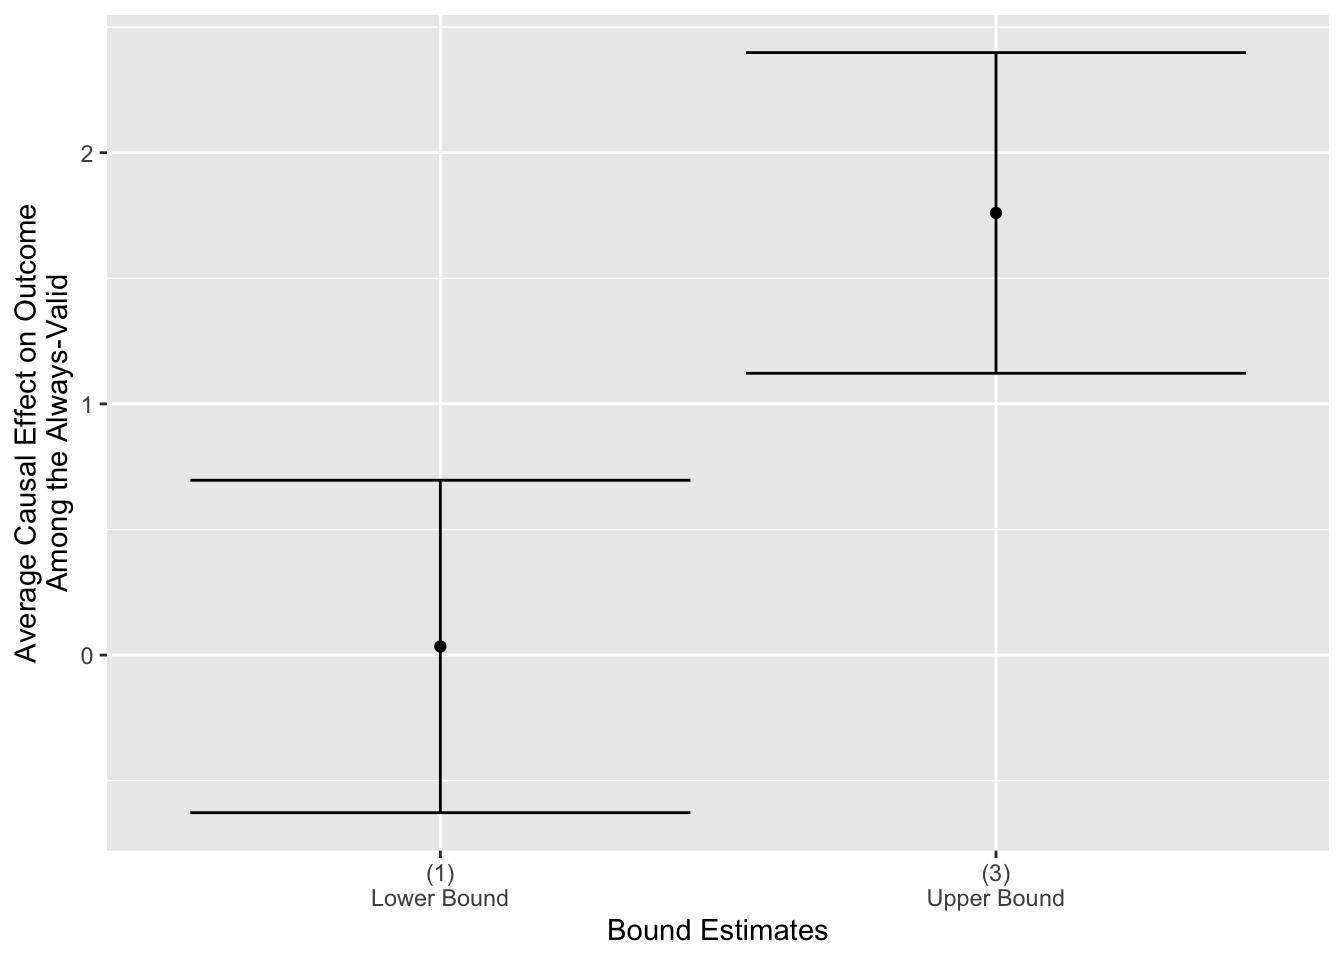 Average Causal Effect on Outcome
Among the Always-Valid
2
1
0
(1)
Lower Bound
(3)
Upper Bound
Bound Estimates